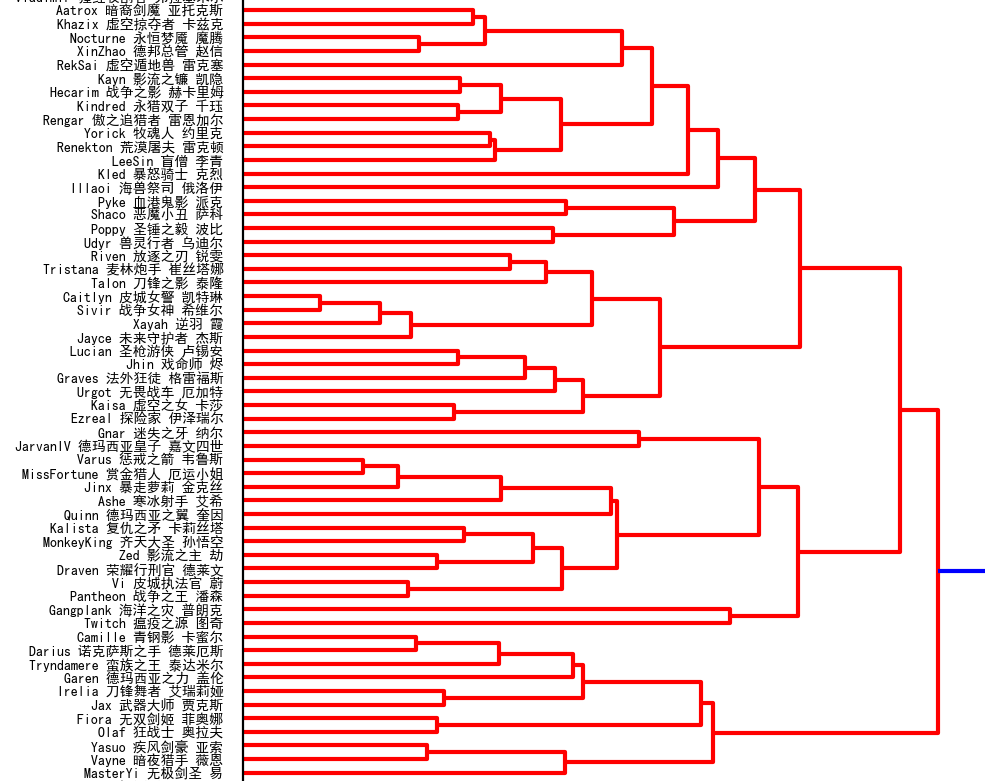 Aatrox 暗裔剑魔 亚托克斯
Khazix 虚空掠夺者 卡兹克
Nocturne 永恒梦魇 魔腾
XinZhao 德邦总管 赵信
RekSai 虚空遁地兽 雷克塞
Kayn 影流之镰 凯隐
Hecarim 战争之影 赫卡里姆
Kindred 永猎双子 千珏
Rengar 傲之追猎者 雷恩加尔
Yorick 牧魂人 约里克
Renekton 荒漠屠夫 雷克顿
LeeSin 盲僧 李青
Kled 暴怒骑士 克烈
Illaoi 海兽祭司 俄洛伊
Pyke 血港鬼影 派克
Shaco 恶魔小丑 萨科
Poppy 圣锤之毅 波比
Udyr 兽灵行者 乌迪尔
Riven 放逐之刃 锐雯
Tristana 麦林炮手 崔丝塔娜
Talon 刀锋之影 泰隆
Caitlyn 皮城女警 凯特琳
Sivir 战争女神 希维尔
Xayah 逆羽 霞
Jayce 未来守护者 杰斯
Lucian 圣枪游侠 卢锡安
Jhin 戏命师 烬
Graves 法外狂徒 格雷福斯
Urgot 无畏战车 厄加特
Kaisa 虚空之女 卡莎
Ezreal 探险家 伊泽瑞尔
Gnar 迷失之牙 纳尔
JarvanIV 德玛西亚皇子 嘉文四世
Varus 惩戒之箭 韦鲁斯
MissFortune 赏金猎人 厄运小姐
Jinx 暴走萝莉 金克丝
Ashe 寒冰射手 艾希
Quinn 德玛西亚之翼 奎因
Kalista 复仇之矛 卡莉丝塔
MonkeyKing 齐天大圣 孙悟空
Zed 影流之主 劫
Draven 荣耀行刑官 德莱文
Vi 皮城执法官 蔚
Pantheon 战争之王 潘森
Gangplank 海洋之灾 普朗克
Twitch 瘟疫之源 图奇
Camille 青钢影 卡蜜尔
Darius 诺克萨斯之手 德莱厄斯
Tryndamere 蛮族之王 泰达米尔
Garen 德玛西亚之力 盖伦
Irelia 刀锋舞者 艾瑞莉娅
Jax 武器大师 贾克斯
Fiora 无双剑姬 菲奥娜
Olaf 狂战士 奥拉夫
Yasuo 疾风剑豪 亚索
Vayne 暗夜猎手 薇恩
MasterYi 无极剑圣 易